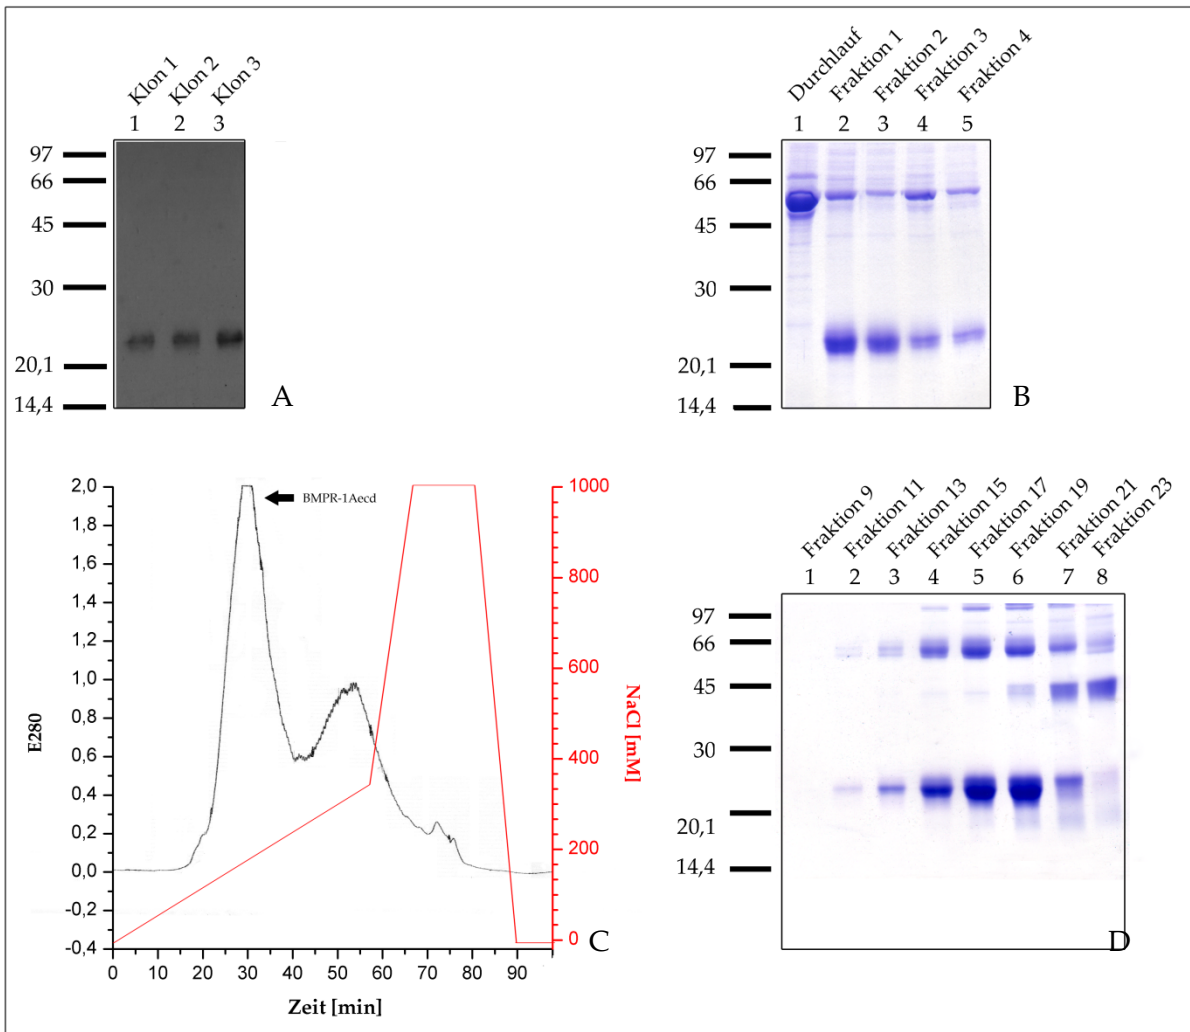 Klon 1
Klon 2
Klon 3
1 2 3
97
66
45
30
20,1
14,4
A
Durchlauf
Fraktion 1
Fraktion 2
Fraktion 3
Fraktion 4
1 2 3 4 5
97
66
45
30
20,1
14,4
B
2,0
1,8
1,6
1,4
1,2
1,0
0,8
0,6
0,4
0,2
0,0
-0,2
-0,4
E280
BMPR-1Aecd
1000
800
600
400
200
0
NaCl [mM]
0 10 20 30 40 50 60 70 80 90
Zeit [min]
C
Fraktion 9
Fraktion 11
Fraktion 13
Fraktion 15
Fraktion 17
Fraktion 19
Fraktion 21
Fraktion 23
1 2 3 4 5 6 7 8
97
66
45
30
20,1
14,4
D